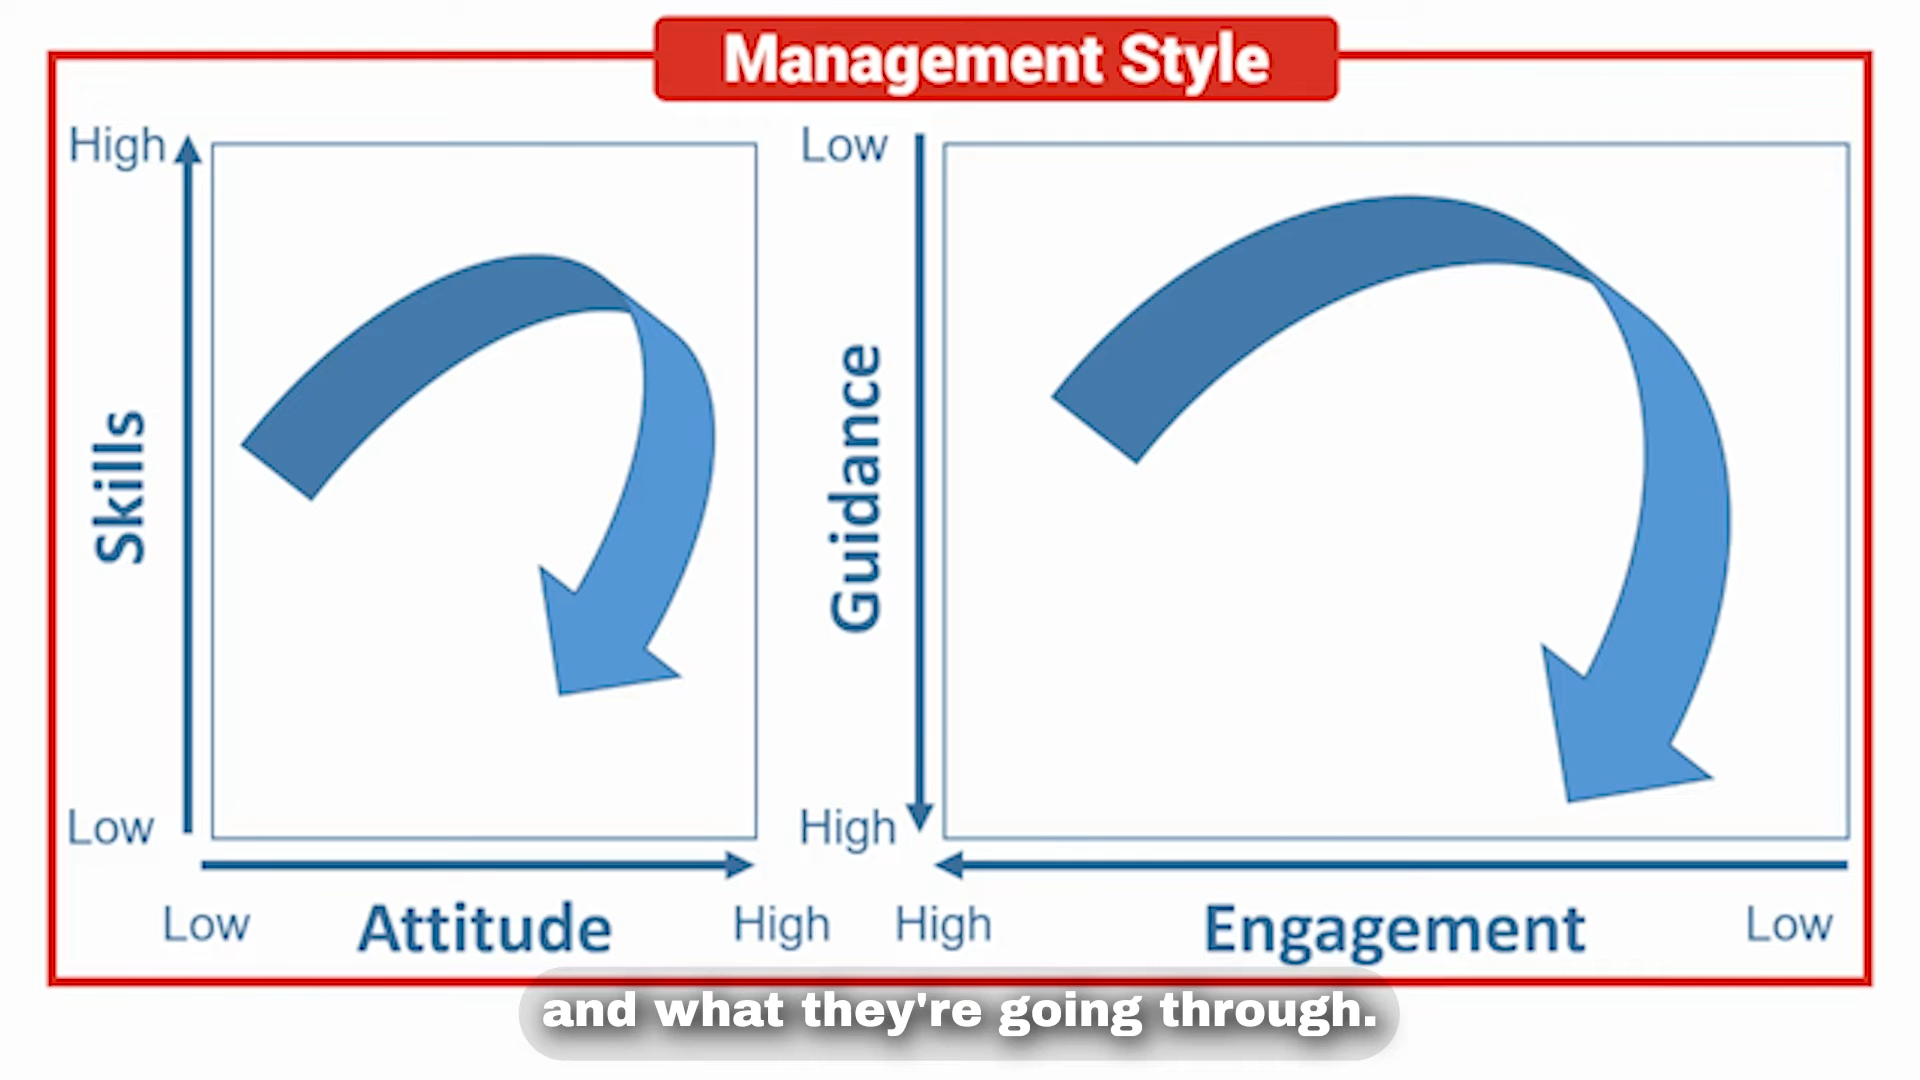 Management Style
High
Skills
Low
Low
Attitude
High
Low
Guidance
High
High
Engagement
Low
and what they're going through.